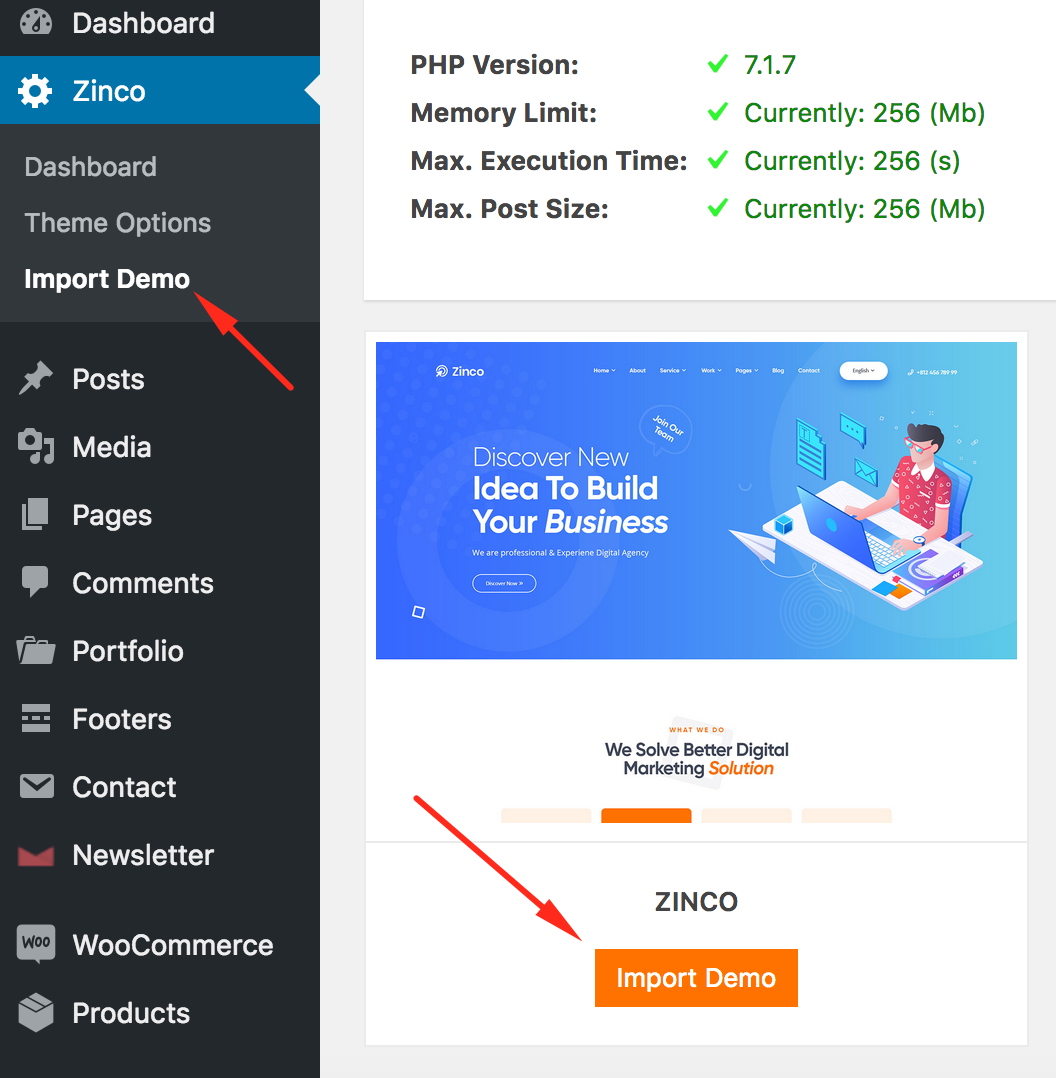 Dashboard
Zinco
Dashboard
Theme Options
Import Demo
Posts
Media
Pages
Comments
Portfolio
Footers
Contact
Newsletter
Woo WooCommerce
Products
PHP Version: 7.1.7
Memory Limit: Currently: 256 (Mb)
Max. Execution Time: Currently: 256 (s)
Max. Post Size: Currently: 256 (Mb)
Zinco Home About Service Work Pages Blog Contact English +812 456 789 99
Join Our
Team
Discover New
Idea To Build
Your Business
We are professional & Experiene Digital Agency
Discover Now »
WHAT WE DO
We Solve Better Digital
Marketing Solution
ZINCO
Import Demo